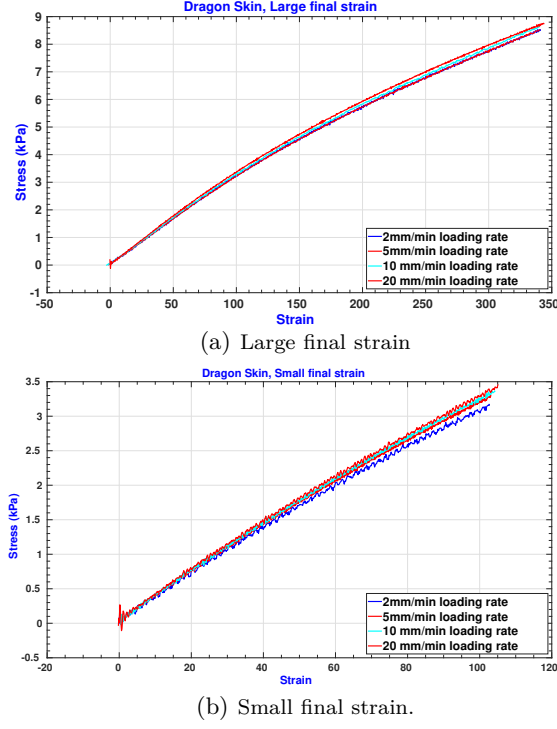 Dragon Skin, Large final strain
9
8
7
6
5
4
3
2
1
0
-1
Stress (kPa)
2mm/min loading rate
5mm/min loading rate
10 mm/min loading rate
20 mm/min loading rate
-50 0 50 100 150 200 250 300 350
Strain
(a) Large final strain
Dragon Skin, Small final strain
3.5
3
2.5
2
1.5
1
0.5
0
-0.5
Stress (kPa)
2mm/min loading rate
5mm/min loading rate
10 mm/min loading rate
20 mm/min loading rate
-20 0 20 40 60 80 100 120
Strain
(b) Small final strain.